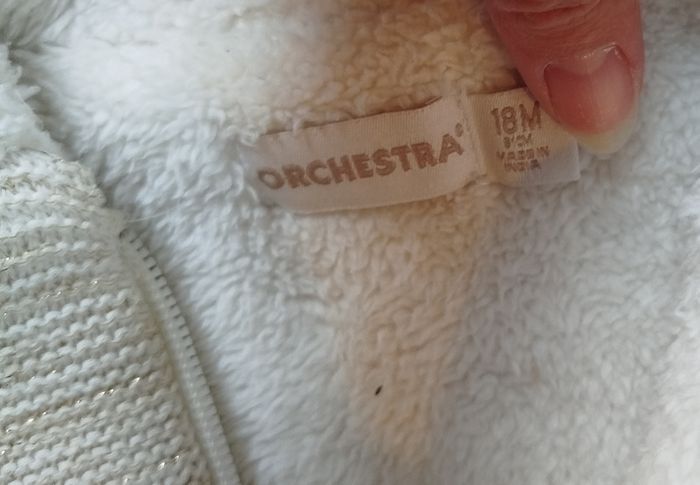 ORCHESTRA®
18M
MADE IN
INDIA